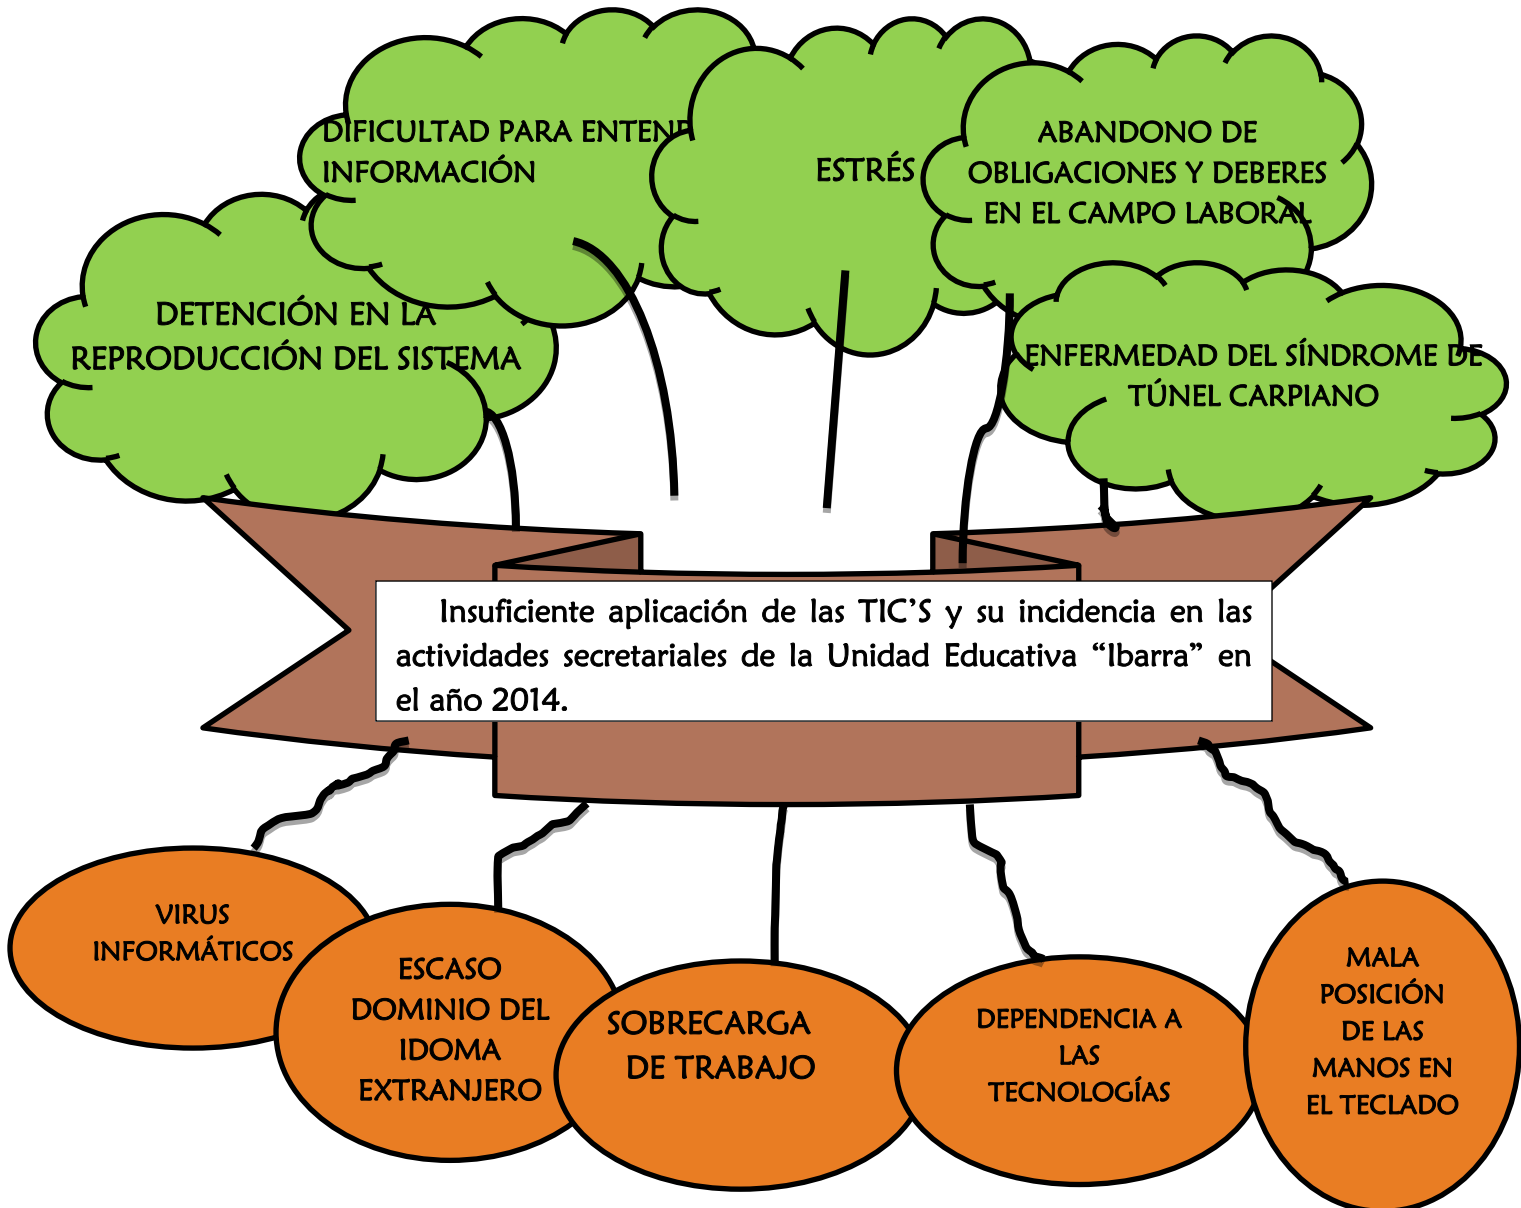 DIFICULTAD PARA ENTEND
INFORMACIÓN
ESTRÉS
ABANDONO DE
OBLIGACIONES Y DEBERES
EN EL CAMPO LABORAL
DETENCIÓN EN LA
REPRODUCCIÓN DEL SISTEMA
ENFERMEDAD DEL SÍNDROME DE
TÚNEL CARPIANO
Insuficiente aplicación de las TIC’S y su incidencia en las
actividades secretariales de la Unidad Educativa “Ibarra” en
el año 2014.
VIRUS
INFORMÁTICOS
ESCASO
DOMINIO DEL
IDOMA
EXTRANJERO
SOBRECARGA
DE TRABAJO
DEPENDENCIA A
LAS
TECNOLOGÍAS
MALA
POSICIÓN
DE LAS
MANOS EN
EL TECLADO